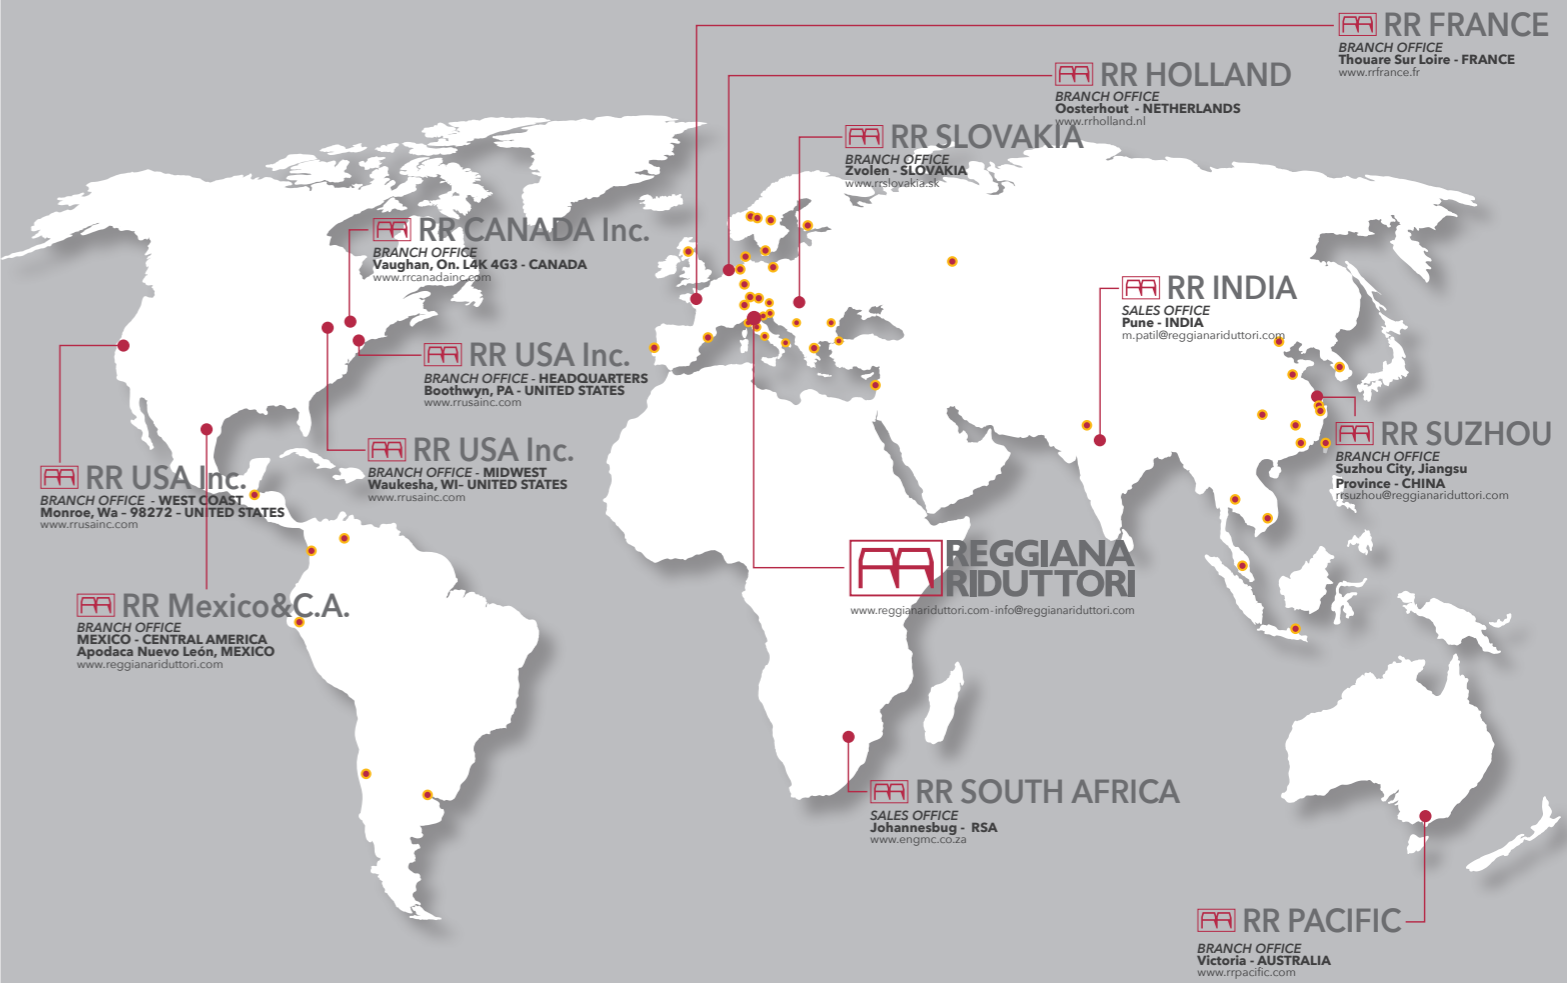 RR FRANCE
BRANCH OFFICE
Thouare Sur Loire - FRANCE
www.rrfrance.fr
RR HOLLAND
BRANCH OFFICE
Oosterhout - NETHERLANDS
www.rrholland.nl
RR SLOVAKIA
BRANCH OFFICE
Zvolen - SLOVAKIA
www.rrslovakia.sk
RR CANADA Inc.
BRANCH OFFICE
Vaughan, On. L4K 4G3 - CANADA
www.rrcanadainc.com
RR INDIA
SALES OFFICE
Pune - INDIA
m.patil@reggianariduttori.com
RR USA Inc.
BRANCH OFFICE - HEADQUARTERS
Boothwyn, PA - UNITED STATES
www.rrusainc.com
RR SUZHOU
BRANCH OFFICE
Suzhou City, Jiangsu
Province - CHINA
rrsuzhou@reggianariduttori.com
RR USA Inc.
BRANCH OFFICE - MIDWEST
Waukesha, WI- UNITED STATES
www.rrusainc.com
RR USA Inc.
BRANCH OFFICE - WEST COAST
Monroe, Wa - 98272 - UNITED STATES
www.rrusainc.com
REGGIANA
RIDUTTORI
www.reggianariduttori.com-info@reggianariduttori.com
RR Mexico&C.A.
BRANCH OFFICE
MEXICO - CENTRAL AMERICA
Apodaca Nuevo León, MEXICO
www.reggianariduttori.com
RR SOUTH AFRICA
SALES OFFICE
Johannesbug - RSA
www.engmc.co.za
RR PACIFIC
BRANCH OFFICE
Victoria - AUSTRALIA
www.rrpacific.com